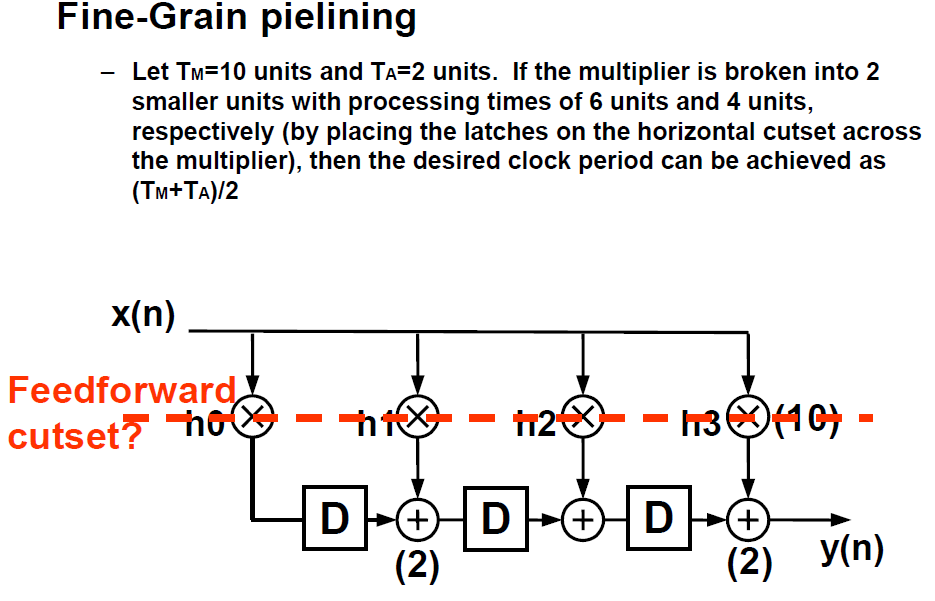 Fine-Grain pielining
– Let TM=10 units and TA=2 units. If the multiplier is broken into 2
smaller units with processing times of 6 units and 4 units,
respectively (by placing the latches on the horizontal cutset across
the multiplier), then the desired clock period can be achieved as
(TM+TA)/2
x(n)
Feedforward
cutset?
h0 h1 h2 h3 (10)
D + D + D +
(2) (2) y(n)